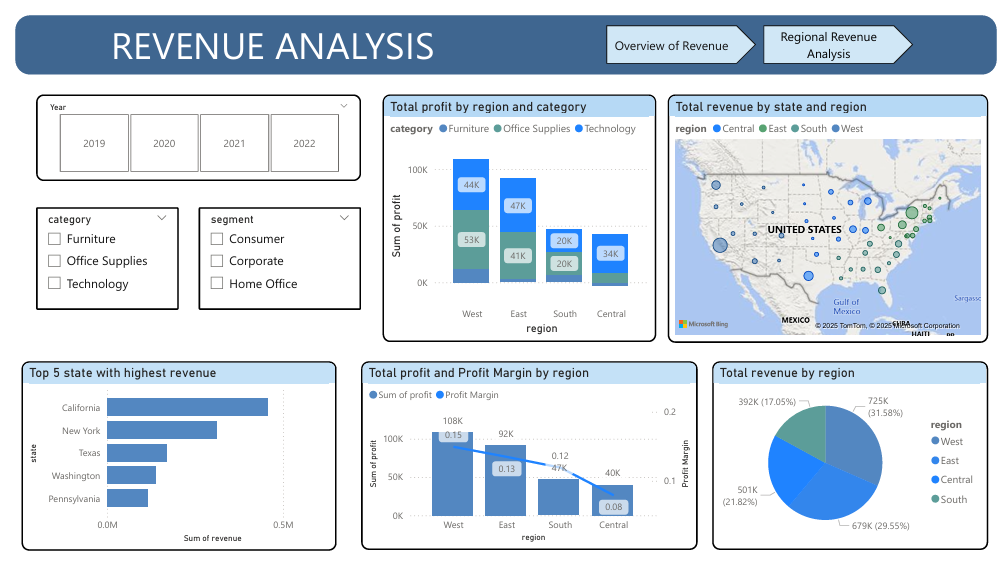 REVENUE ANALYSIS
Overview of Revenue
Regional Revenue
Analysis
Year
2019
2020
2021
2022
category
Furniture
Office Supplies
Technology
segment
Consumer
Corporate
Home Office
Total profit by region and category
category Furniture Office Supplies Technology
Sum of profit
100K
50K
0K
44K
53K
47K
41K
20K
20K
34K
West
East
South
Central
region
Total revenue by state and region
region Central East South West
UNITED STATES
Gulf of
Mexico
Sargasso
MEXICO
CUBA
HAITI
PR
Microsoft Bing
© 2025 TomTom, © 2025 Microsoft Corporation
Top 5 state with highest revenue
state
California
New York
Texas
Washington
Pennsylvania
0.0M
0.5M
Sum of revenue
Total profit and Profit Margin by region
Sum of profit Profit Margin
Sum of profit
100K
50K
0K
108K
0.15
92K
0.13
0.12
47K
40K
0.08
0.2
0.1
Profit Margin
West
East
South
Central
region
Total revenue by region
392K (17.05%)
725K
(31.58%)
501K
(21.82%)
679K (29.55%)
region
West
East
Central
South